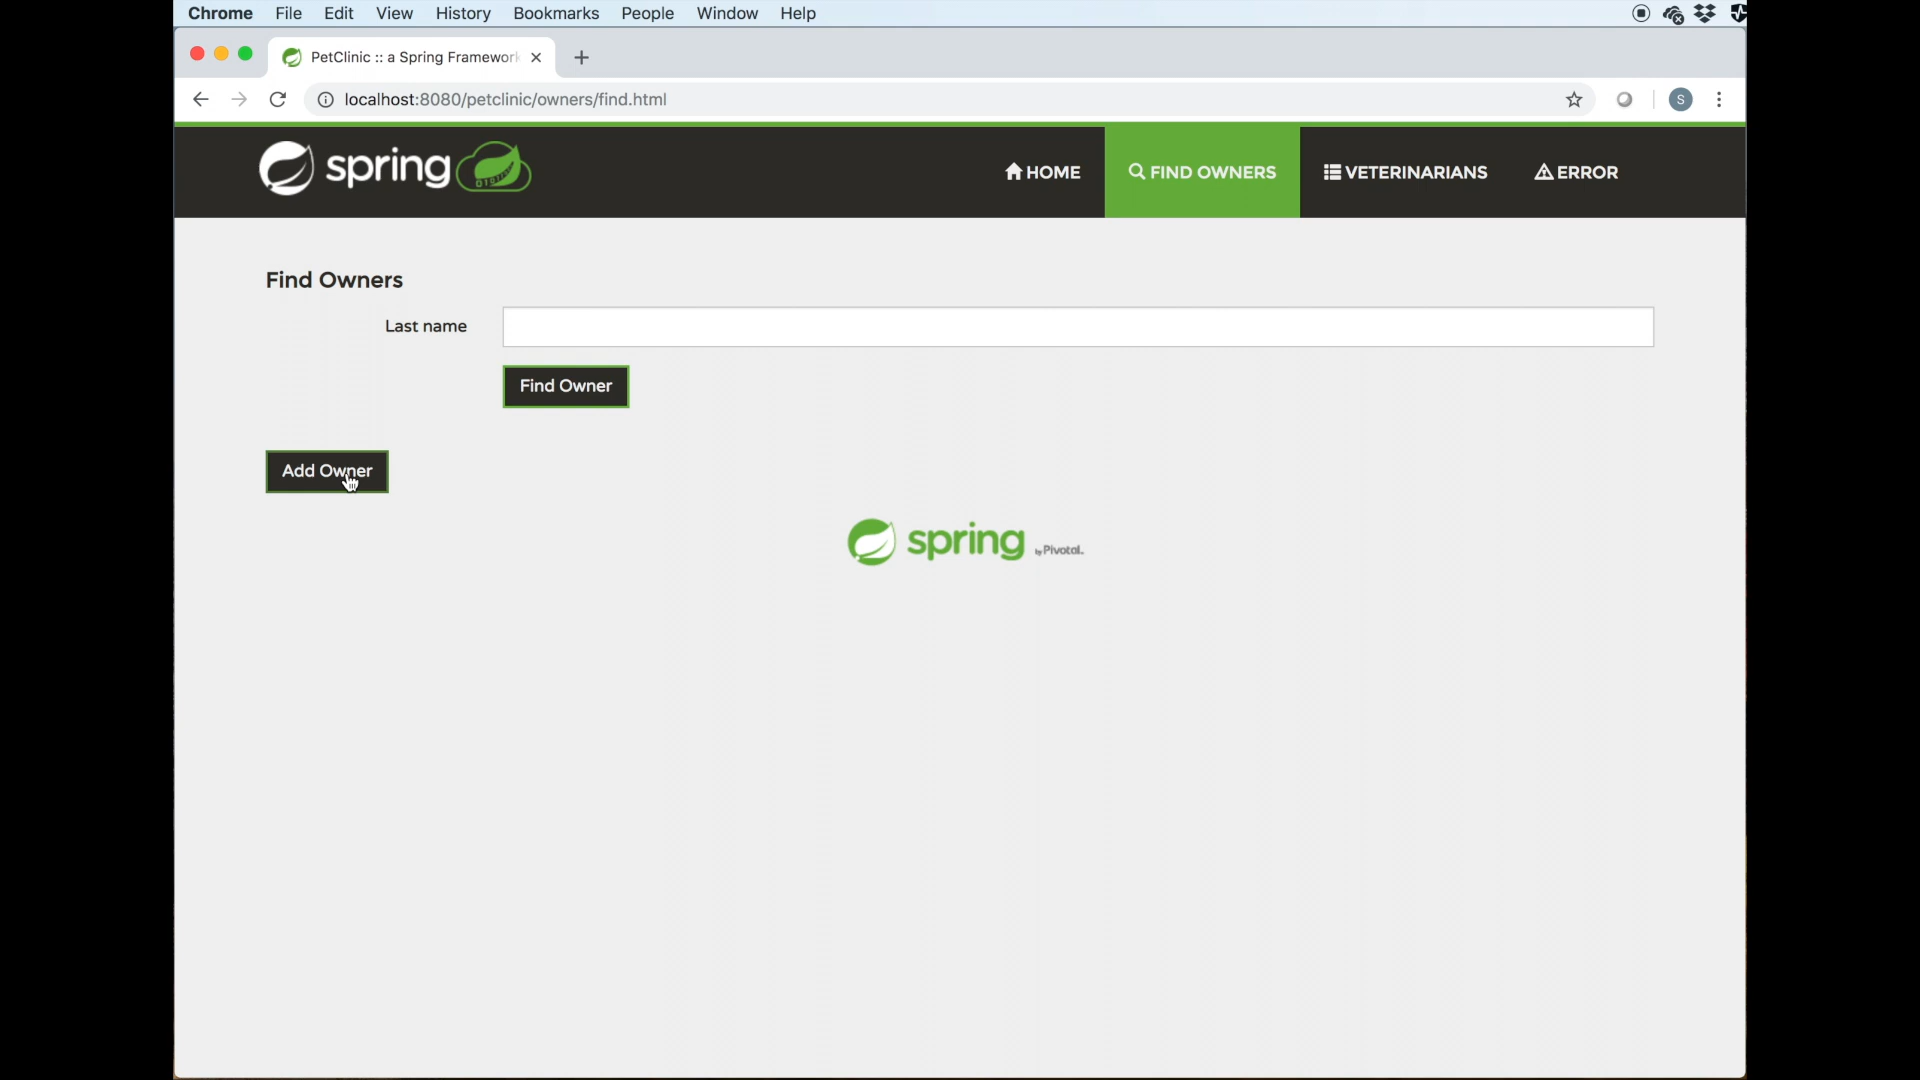 Chrome File Edit View History Bookmarks People Window Help
PetClinic :: a Spring Framework
localhost:8080/petclinic/owners/find.html
S
spring
HOME FIND OWNERS VETERINARIANS ERROR
Find Owners
Last name
Find Owner
Add Owner
spring by Pivotal.